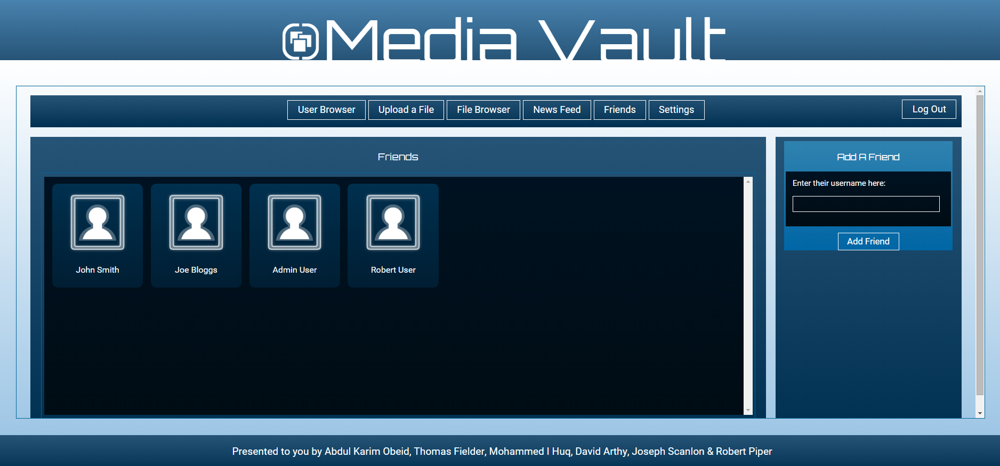 Media Vault
User Browser Upload a File File Browser News Feed Friends Settings Log Out
Friends
John Smith Joe Bloggs Admin User Robert User
Add A Friend
Enter their username here:
Add Friend
Presented to you by Abdul Karim Obeid, Thomas Fielder, Mohammed I Huq, David Arthy, Joseph Scanlon & Robert Piper